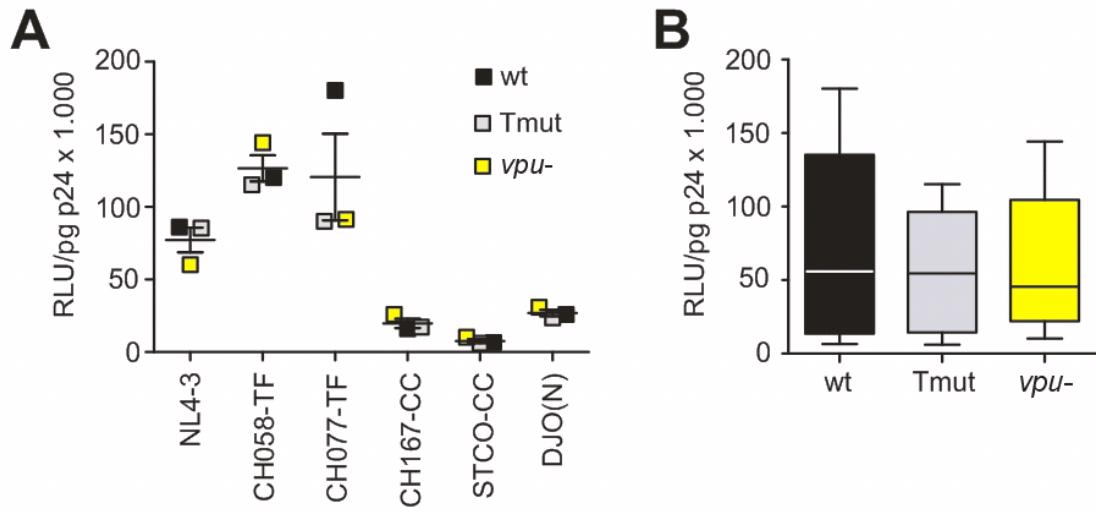 A
RLU/pg p24 x 1.000
200
150
100
50
0
wt
Tmut
vpu-
NL4-3
CH058-TF
CH077-TF
CH167-CC
STCO-CC
DJO(N)
B
RLU/pg p24 x 1.000
200
150
100
50
0
wt
Tmut
vpu-